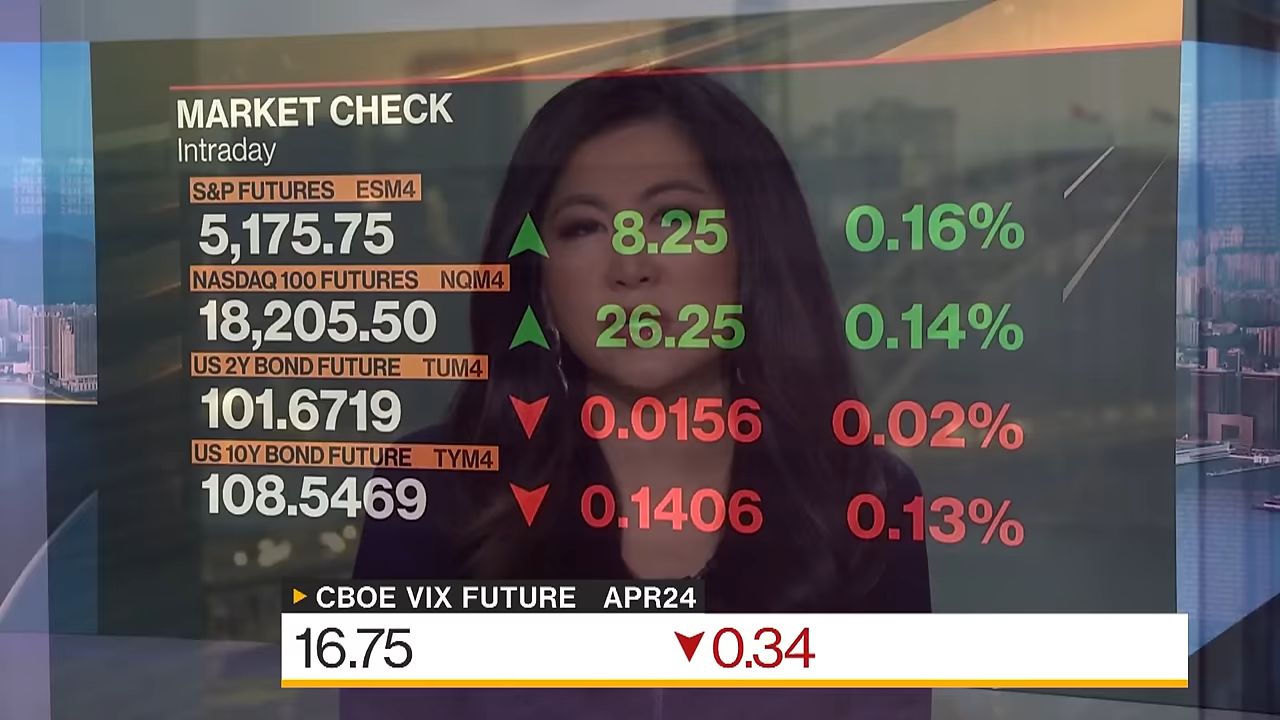 MARKET CHECK
Intraday
S&P FUTURES ESM4
5,175.75 8.25 0.16%
NASDAQ 100 FUTURES NQM4
18,205.50 26.25 0.14%
US 2Y BOND FUTURE TUM4
101.6719 0.0156 0.02%
US 10Y BOND FUTURE TYM4
108.5469 0.1406 0.13%
CBOE VIX FUTURE APR24
16.75 0.34